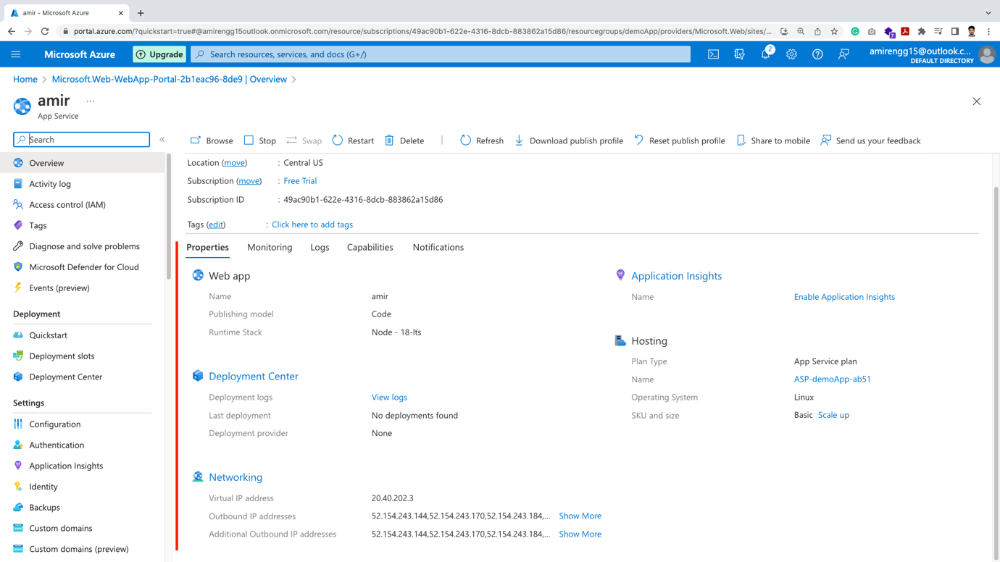 amir - Microsoft Azure
portal.azure.com/?quickstart=true#@amirengg15outlook.onmicrosoft.com/resource/subscriptions/49ac90b1-622e-4316-8dcb-883862a15d86/resourcegroups/demoApp/providers/Microsoft.Web/sites/...
Microsoft Azure
Upgrade
Search resources, services, and docs (G+/)
2
amirengg15@outlook.c...
DEFAULT DIRECTORY
Home > Microsoft.Web-WebApp-Portal-2b1eac96-8de9 | Overview >
amir ...
App Service
Search
Browse Stop Swap Restart Delete | Refresh Download publish profile Reset publish profile Share to mobile Send us your feedback
Overview
Activity log
Access control (IAM)
Tags
Diagnose and solve problems
Microsoft Defender for Cloud
Events (preview)
Deployment
Quickstart
Deployment slots
Deployment Center
Settings
Configuration
Authentication
Application Insights
Identity
Backups
Custom domains
Custom domains (preview)
Location (move) : Central US
Subscription (move) : Free Trial
Subscription ID : 49ac90b1-622e-4316-8dcb-883862a15d86
Tags (edit) : Click here to add tags
Properties Monitoring Logs Capabilities Notifications
Web app
Name amir
Publishing model Code
Runtime Stack Node - 18-lts
Deployment Center
Deployment logs View logs
Last deployment No deployments found
Deployment provider None
Networking
Virtual IP address 20.40.202.3
Outbound IP addresses 52.154.243.144,52.154.243.170,52.154.243.184,... Show More
Additional Outbound IP addresses 52.154.243.144,52.154.243.170,52.154.243.184,... Show More
Application Insights
Name Enable Application Insights
Hosting
Plan Type App Service plan
Name ASP-demoApp-ab51
Operating System Linux
SKU and size Basic Scale up